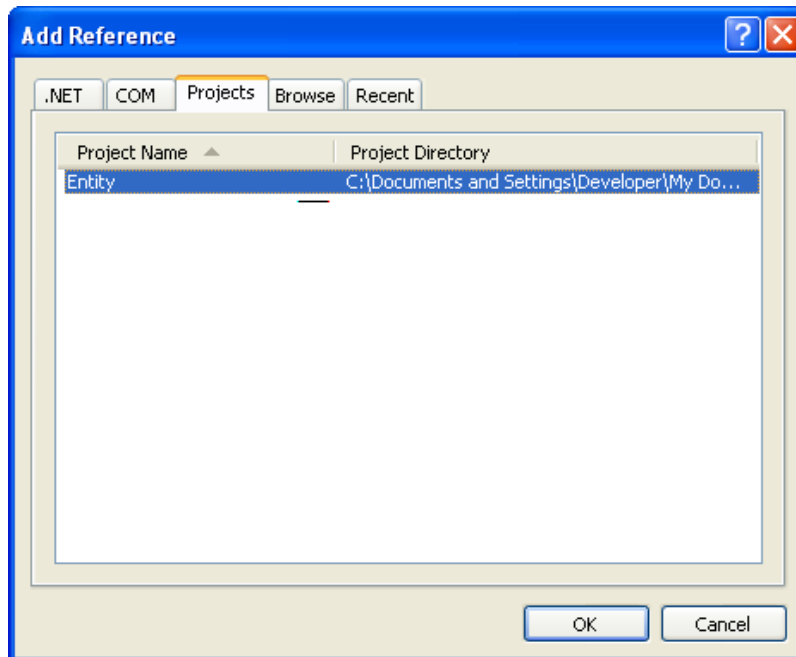 Add Reference
.NET COM Projects Browse Recent
Project Name Project Directory
Entity C:\Documents and Settings\Developer\My Do...
OK Cancel